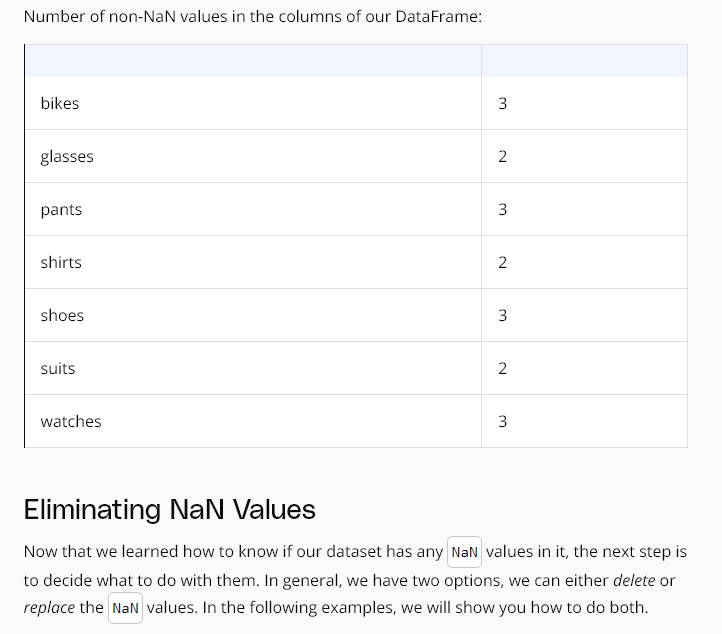 Number of non-NaN values in the columns of our DataFrame:
bikes 3
glasses 2
pants 3
shirts 2
shoes 3
suits 2
watches 3
Eliminating NaN Values
Now that we learned how to know if our dataset has any NaN values in it, the next step is
to decide what to do with them. In general, we have two options, we can either delete or
replace the NaN values. In the following examples, we will show you how to do both.